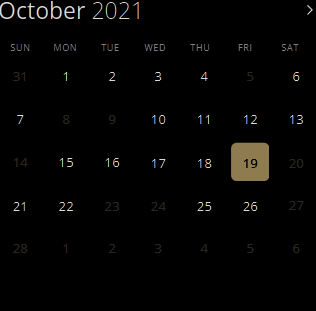 October 2021 >
SUN MON TUE WED THU FRI SAT
31 1 2 3 4 5 6
7 8 9 10 11 12 13
14 15 16 17 18 19 20
21 22 23 24 25 26 27
28 1 2 3 4 5 6